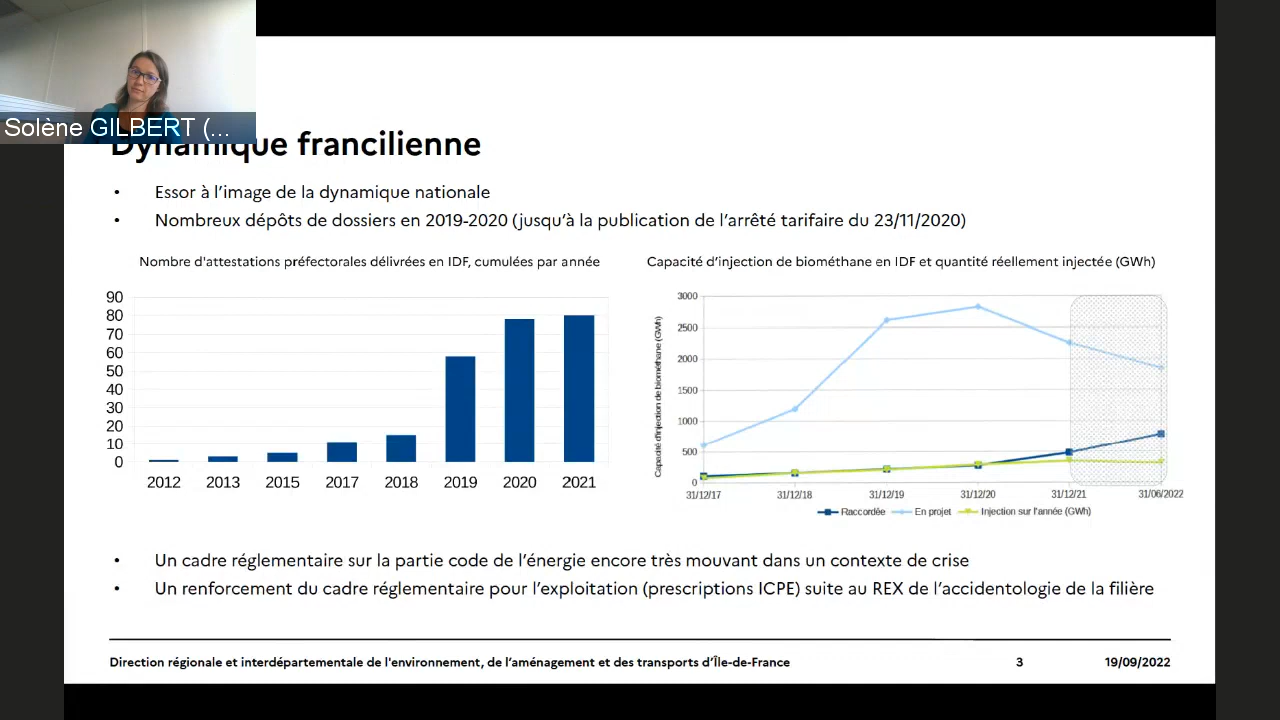 Solène GILBERT (...
Dynamique francilienne
• Essor à l’image de la dynamique nationale
• Nombreux dépôts de dossiers en 2019-2020 (jusqu’à la publication de l’arrêté tarifaire du 23/11/2020)
Nombre d'attestations préfectorales délivrées en IDF, cumulées par année
90
80
70
60
50
40
30
20
10
0
2012 2013 2015 2017 2018 2019 2020 2021
Capacité d’injection de biométhane en IDF et quantité réellement injectée (GWh)
Capacité d'injection de biométhane (GWh)
3000
2500
2000
1500
1000
500
0
31/12/17 31/12/18 31/12/19 31/12/20 31/12/21 31/06/2022
Raccordée En projet Injection sur l'année (GWh)
• Un cadre réglementaire sur la partie code de l’énergie encore très mouvant dans un contexte de crise
• Un renforcement du cadre réglementaire pour l’exploitation (prescriptions ICPE) suite au REX de l’accidentologie de la filière
Direction régionale et interdépartementale de l'environnement, de l’aménagement et des transports d’Île-de-France 3 19/09/2022